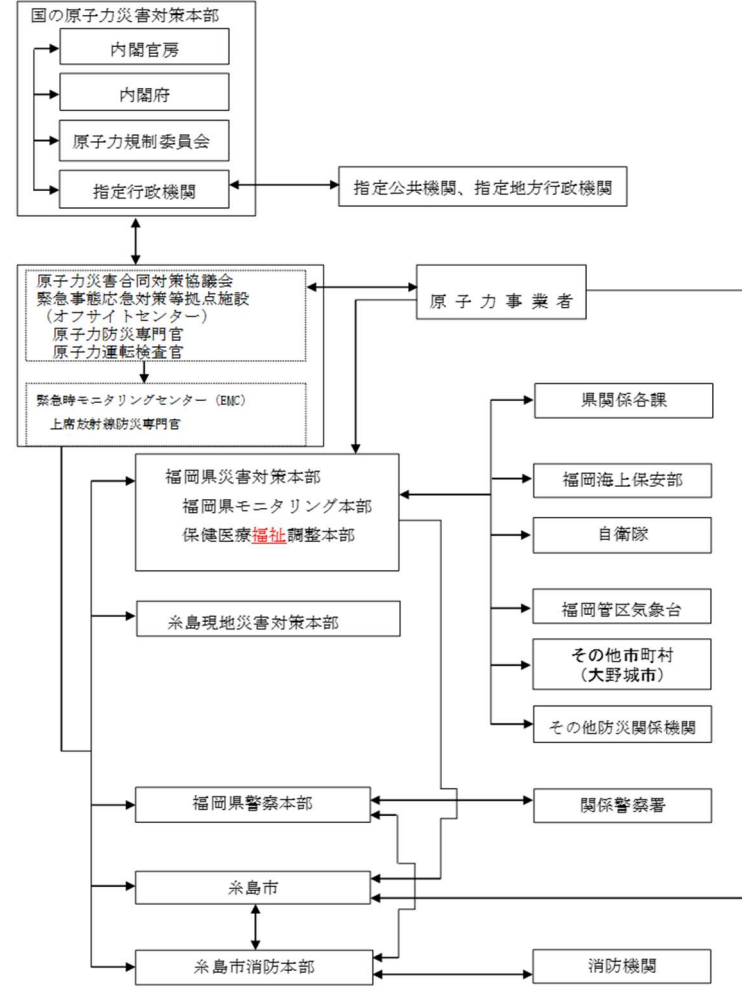 国の原子力災害対策本部
内閣官房
内閣府
原子力規制委員会
指定行政機関
指定公共機関、指定地方行政機関
原子力災害合同対策協議会
緊急事態応急対策等拠点施設
（オフサイトセンター）
原子力防災専門官
原子力運転検査官
原子力事業者
緊急時モニタリングセンター（EMC）
上席放射線防災専門官
県関係各課
福岡県災害対策本部
福岡県モニタリング本部
保健医療福祉調整本部
福岡海上保安部
自衛隊
福岡管区気象台
糸島現地災害対策本部
その他市町村
（大野城市）
その他防災関係機関
福岡県警察本部
関係警察署
糸島市
糸島市消防本部
消防機関